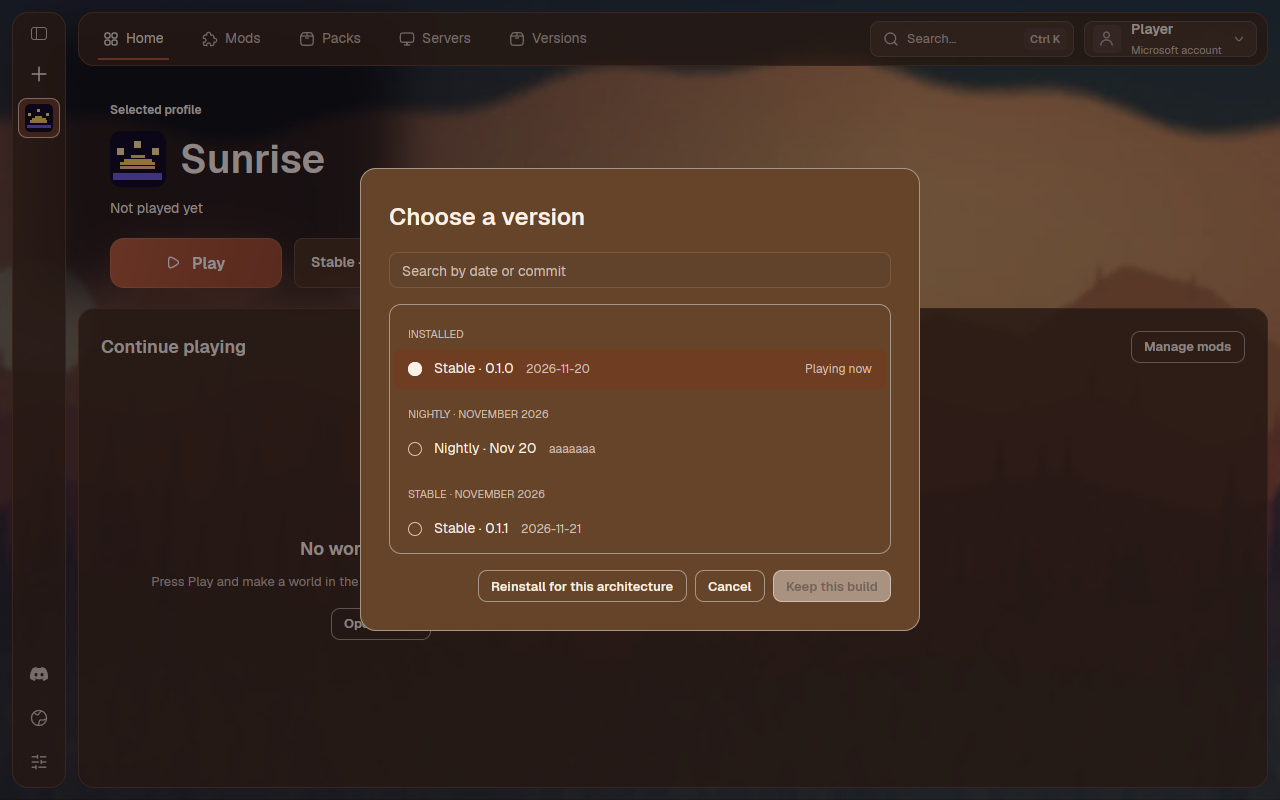 Home
Mods
Packs
Servers
Versions
Search...
Ctrl K
Player
Microsoft account
Selected profile
Sunrise
Not played yet
Play
Stable ·
Choose a version
Search by date or commit
INSTALLED
Stable · 0.1.0 2026-11-20 Playing now
NIGHTLY · NOVEMBER 2026
Nightly · Nov 20 aaaaaaa
STABLE · NOVEMBER 2026
Stable · 0.1.1 2026-11-21
Reinstall for this architecture
Cancel
Keep this build
Continue playing
Manage mods
No
Press Play and make a world in the